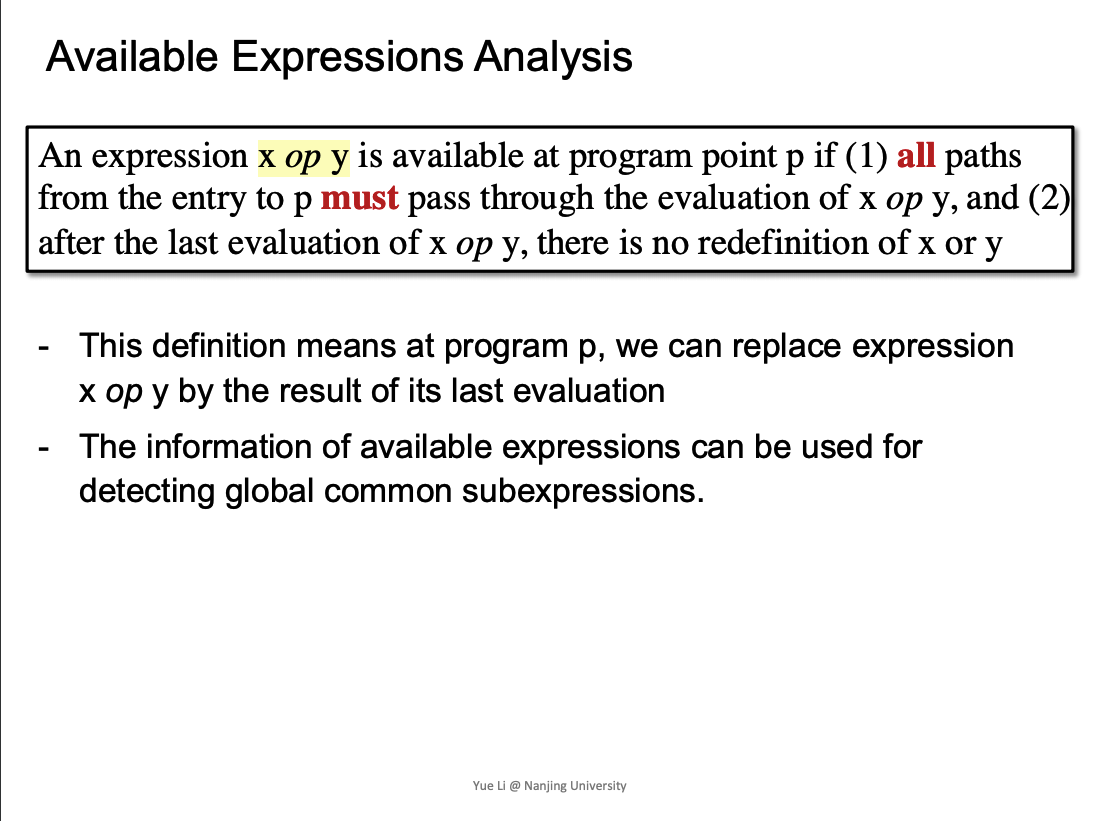 Available Expressions Analysis
An expression x op y is available at program point p if (1) all paths
from the entry to p must pass through the evaluation of x op y, and (2)
after the last evaluation of x op y, there is no redefinition of x or y
- This definition means at program p, we can replace expression
x op y by the result of its last evaluation
- The information of available expressions can be used for
detecting global common subexpressions.
Yue Li @ Nanjing University